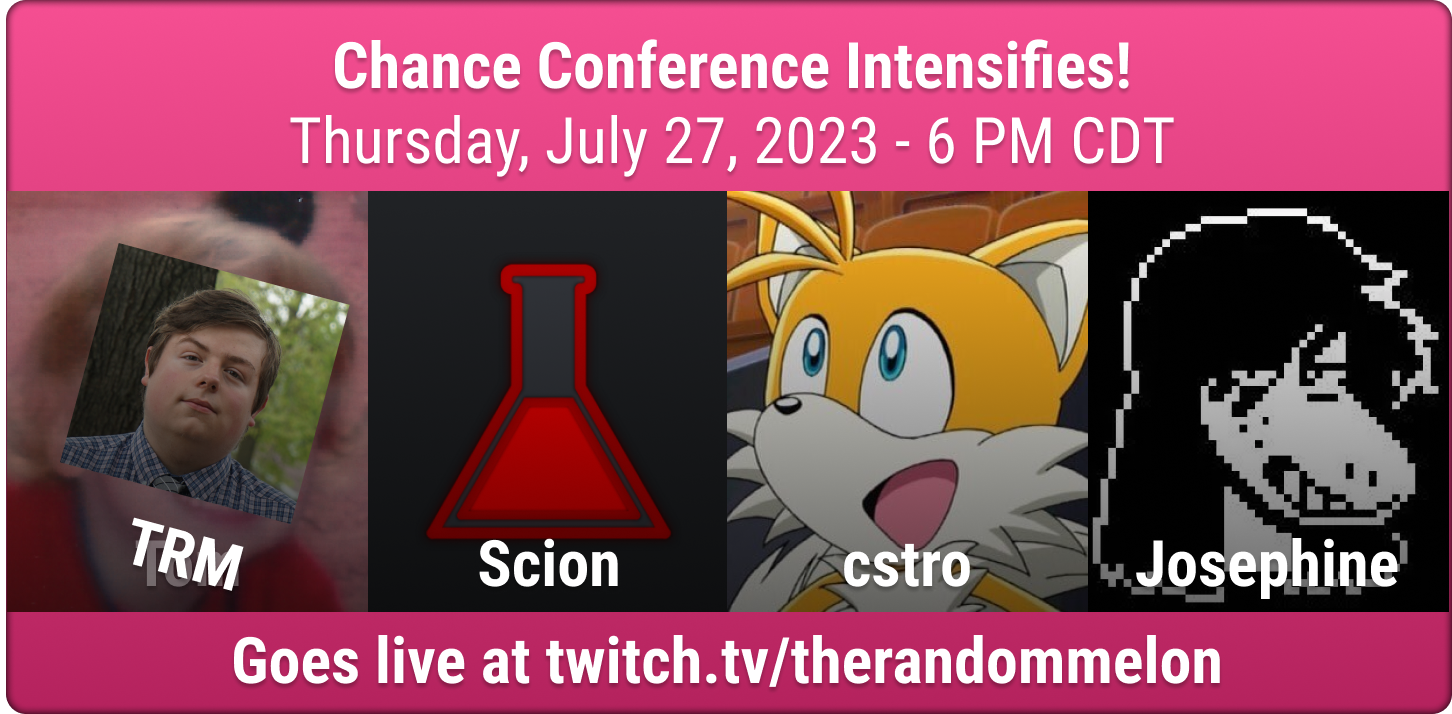 Chance Conference Intensifies!
Thursday, July 27, 2023 - 6 PM CDT
TRM
Scion
cstro
Josephine
Goes live at twitch.tv/therandommelon